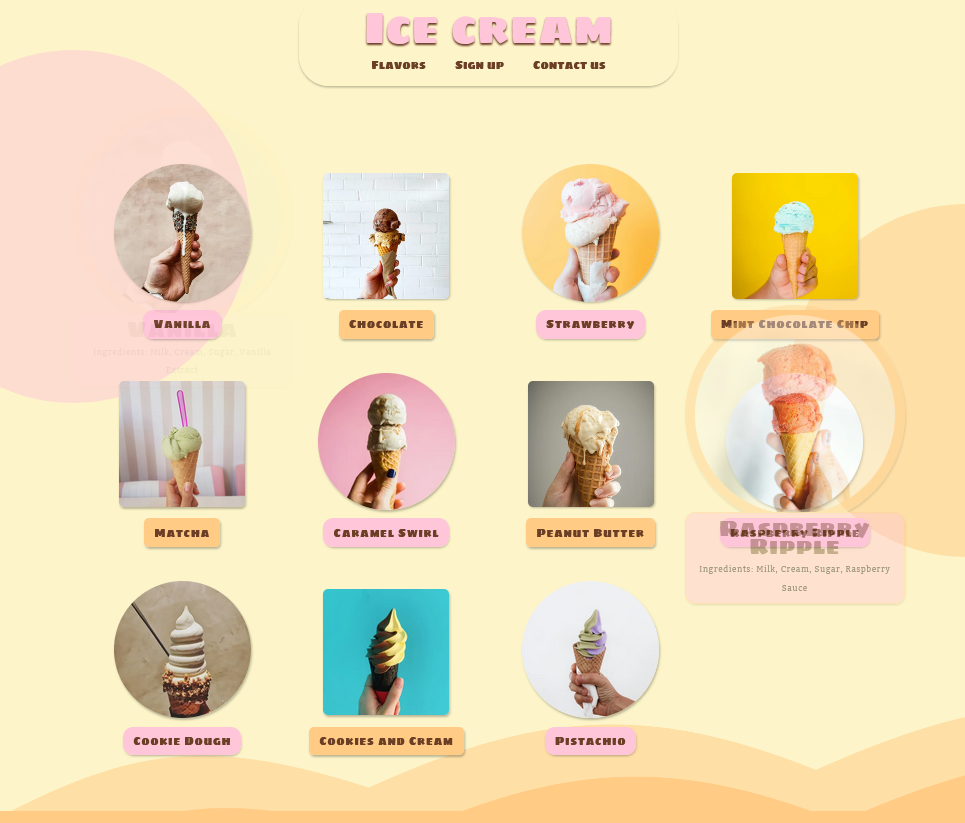 Ice cream
Flavors Sign up Contact us
Vanilla Chocolate Strawberry Mint Chocolate Chip
Vanilla
Ingredients: Milk, Cream, Sugar, Vanilla
Extract
Matcha Caramel Swirl Peanut Butter Raspberry Ripple
Raspberry
Ripple
Ingredients: Milk, Cream, Sugar, Raspberry
Sauce
Cookie Dough Cookies and Cream Pistachio